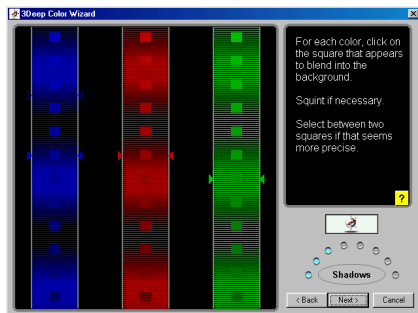 3Deep Color Wizard
For each color, click on
the square that appears
to blend into the
background.
Squint if necessary.
Select between two
squares if that seems
more precise.
?
Shadows
< Back
Next >
Cancel